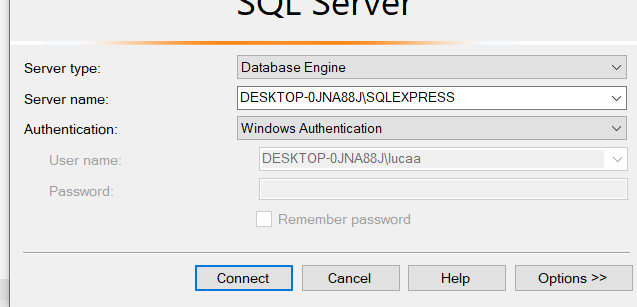 SQL Server
Server type: Database Engine
Server name: DESKTOP-0JNA88J\SQLEXPRESS
Authentication: Windows Authentication
User name: DESKTOP-0JNA88J\lucaa
Password:
Remember password
Connect Cancel Help Options >>